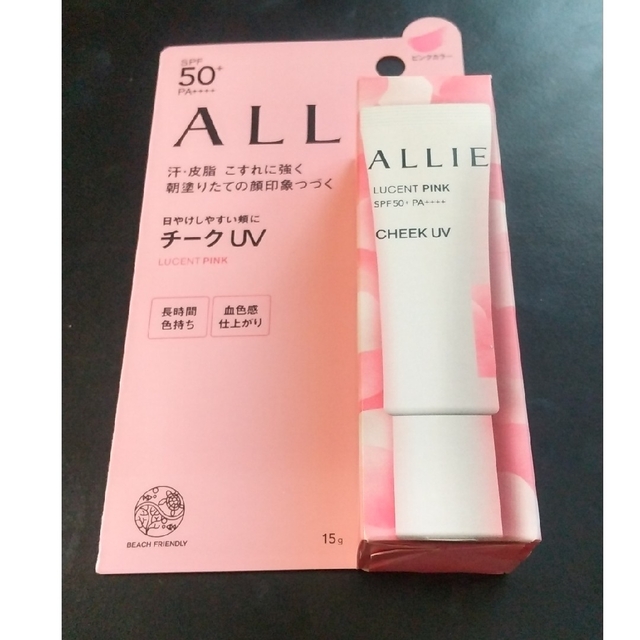 SPF
50+
PA++++
ALL
汗・皮脂 こすれに強く
朝塗りたての顔印象つづく
日やけしやすい頬に
チークUV
LUCENT PINK
長時間
色持ち
血色感
仕上がり
BEACH FRIENDLY
15g
ピンクカラー
ALLIE
LUCENT PINK
SPF50+ PA++++
CHEEK UV